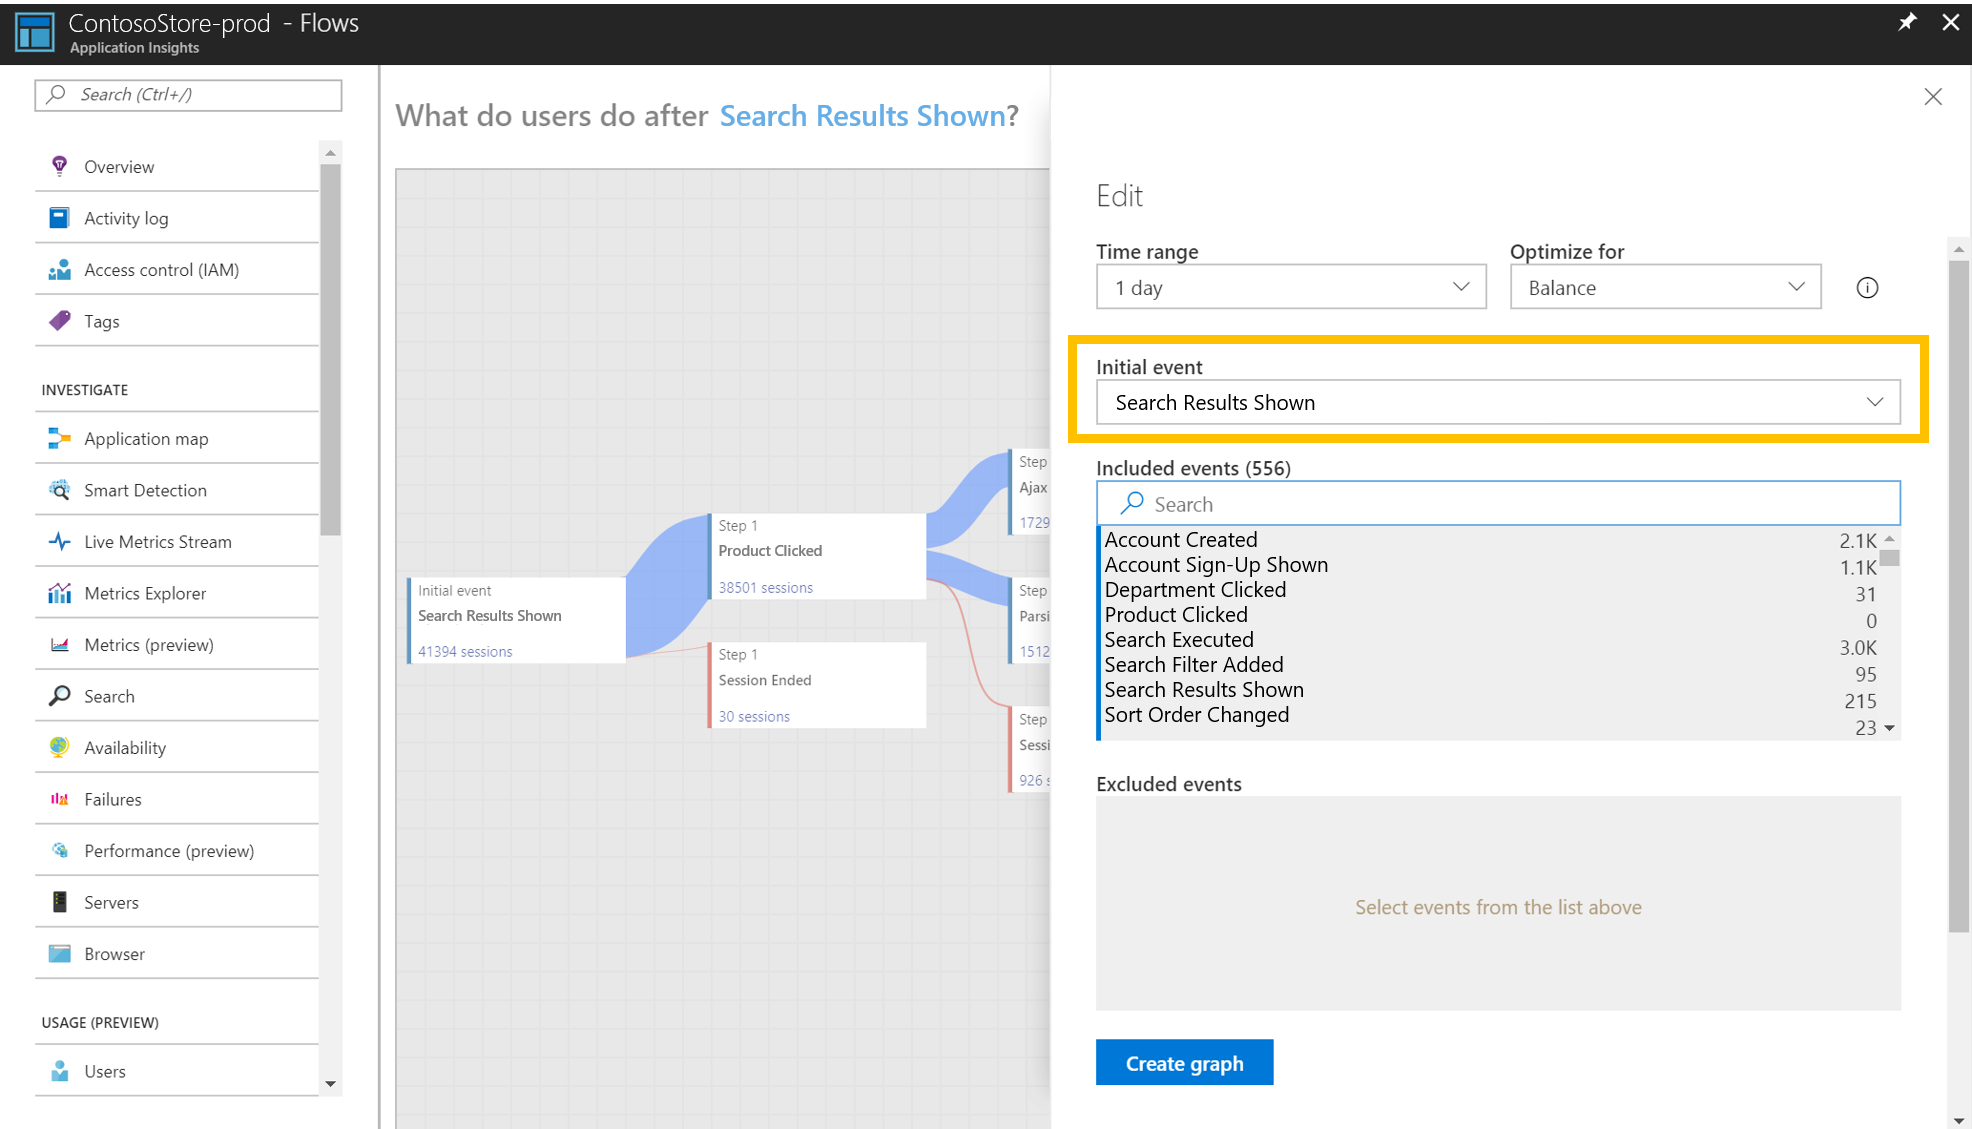 ContosoStore-prod - Flows
Application Insights
Search (Ctrl+/)
Overview
Activity log
Access control (IAM)
Tags
INVESTIGATE
Application map
Smart Detection
Live Metrics Stream
Metrics Explorer
Metrics (preview)
Search
Availability
Failures
Performance (preview)
Servers
Browser
USAGE (PREVIEW)
Users
What do users do after Search Results Shown?
Initial event
Search Results Shown
41394 sessions
Step 1
Product Clicked
38501 sessions
Step 1
Session Ended
30 sessions
Step
Ajax
1729
Step
Parsi
1512
Step
Sessi
926 s
Edit
Time range
1 day
Optimize for
Balance
Initial event
Search Results Shown
Included events (556)
Search
Account Created 2.1K
Account Sign-Up Shown 1.1K
Department Clicked 31
Product Clicked 0
Search Executed 3.0K
Search Filter Added 95
Search Results Shown 215
Sort Order Changed 23
Excluded events
Select events from the list above
Create graph